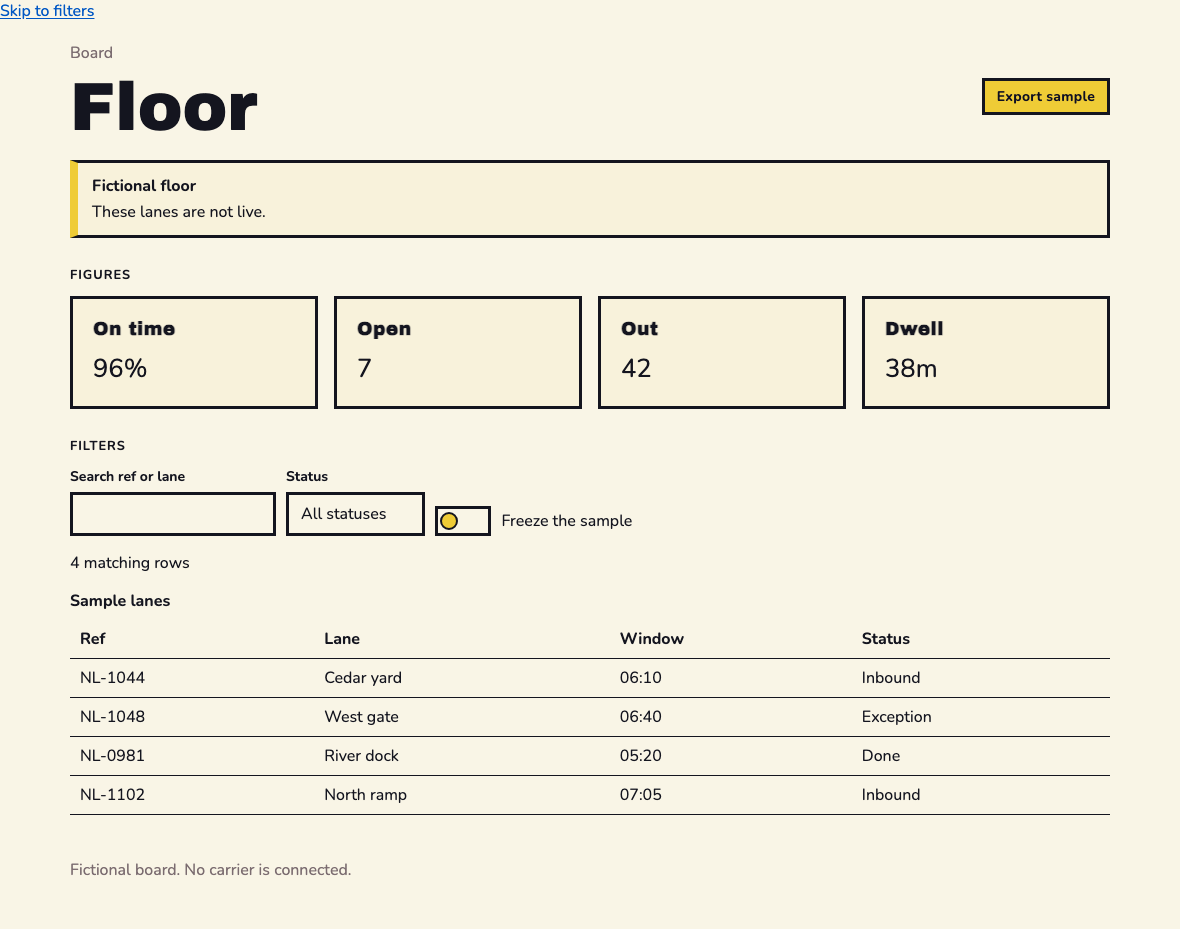 Skip to filters
Board
Floor
Export sample
Fictional floor
These lanes are not live.
FIGURES
On time
96%
Open
7
Out
42
Dwell
38m
FILTERS
Search ref or lane
Status
All statuses
Freeze the sample
4 matching rows
Sample lanes
Ref Lane Window Status
NL-1044 Cedar yard 06:10 Inbound
NL-1048 West gate 06:40 Exception
NL-0981 River dock 05:20 Done
NL-1102 North ramp 07:05 Inbound
Fictional board. No carrier is connected.